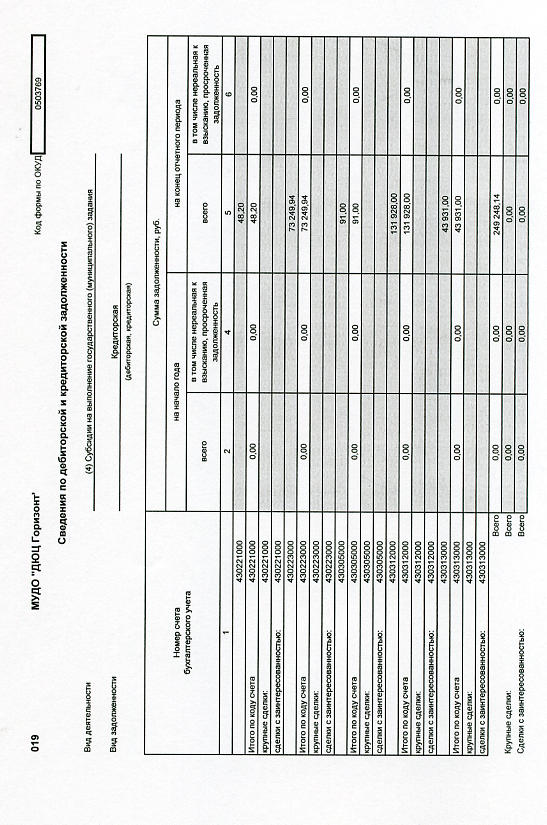 019
МУДО "ДЮЦ Горизонт"
Код формы по ОКУД 0503769
Сведения по дебиторской и кредиторской задолженности
Вид деятельности (4) Субсидии на выполнение государственного (муниципального) задания
Вид задолженности Кредиторская
(дебиторская, кредиторская)
Номер счета бухгалтерского учета
Сумма задолженности, руб.
на начало года на конец отчетного периода
всего в том числе нереальная к взысканию, просроченная задолженность всего в том числе нереальная к взысканию, просроченная задолженность
1 2 4 5 6
430221000 48,20
Итого по коду счета 430221000 0,00 0,00 48,20 0,00
крупные сделки: 430221000
сделки с заинтересованностью: 430221000
430223000 73 249,94
Итого по коду счета 430223000 0,00 0,00 73 249,94 0,00
крупные сделки: 430223000
сделки с заинтересованностью: 430223000
430305000 91,00
Итого по коду счета 430305000 0,00 0,00 91,00 0,00
крупные сделки: 430305000
сделки с заинтересованностью: 430305000
430312000 131 928,00
Итого по коду счета 430312000 0,00 0,00 131 928,00 0,00
крупные сделки: 430312000
сделки с заинтересованностью: 430312000
430313000 43 931,00
Итого по коду счета 430313000 0,00 0,00 43 931,00 0,00
крупные сделки: 430313000
сделки с заинтересованностью: 430313000
Всего 0,00 0,00 249 248,14 0,00
Крупные сделки: Всего 0,00 0,00 0,00 0,00
Сделки с заинтересованностью: Всего 0,00 0,00 0,00 0,00